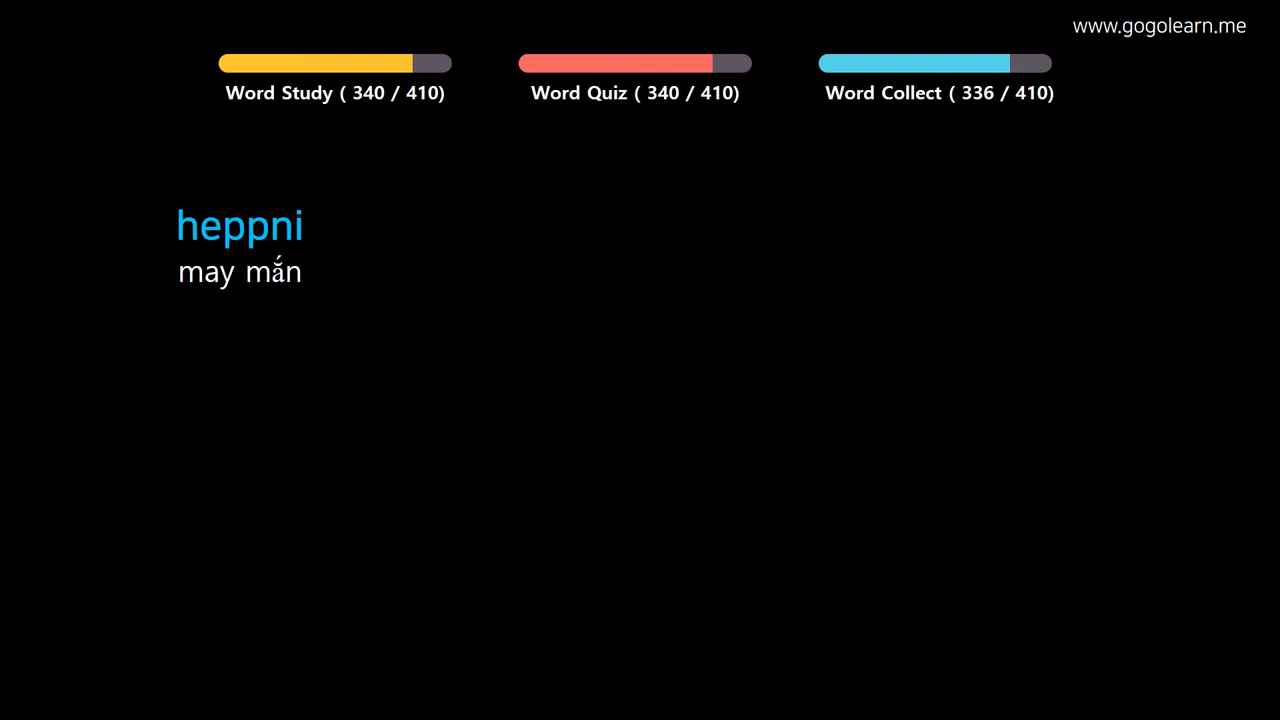 www.gogolearn.me
Word Study ( 340 / 410)
Word Quiz ( 340 / 410)
Word Collect ( 336 / 410)
heppni
may mắn